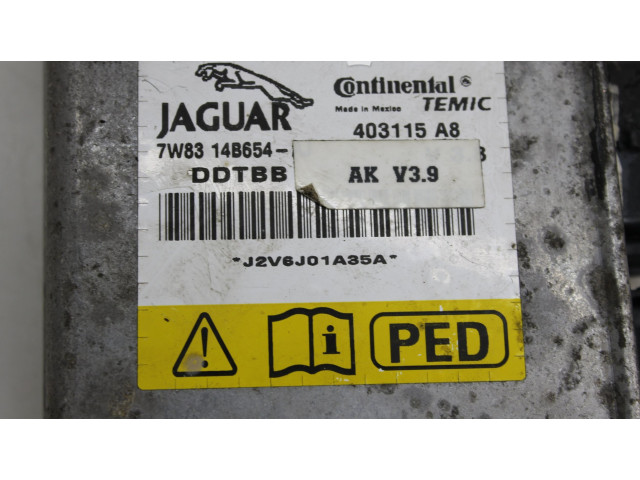 JAGUAR
Continental
Made in Mexico TEMIC
403115 A8
7W83 14B654-
DDTBB
AK V3.9
*J2V6J01A35A*
i
PED